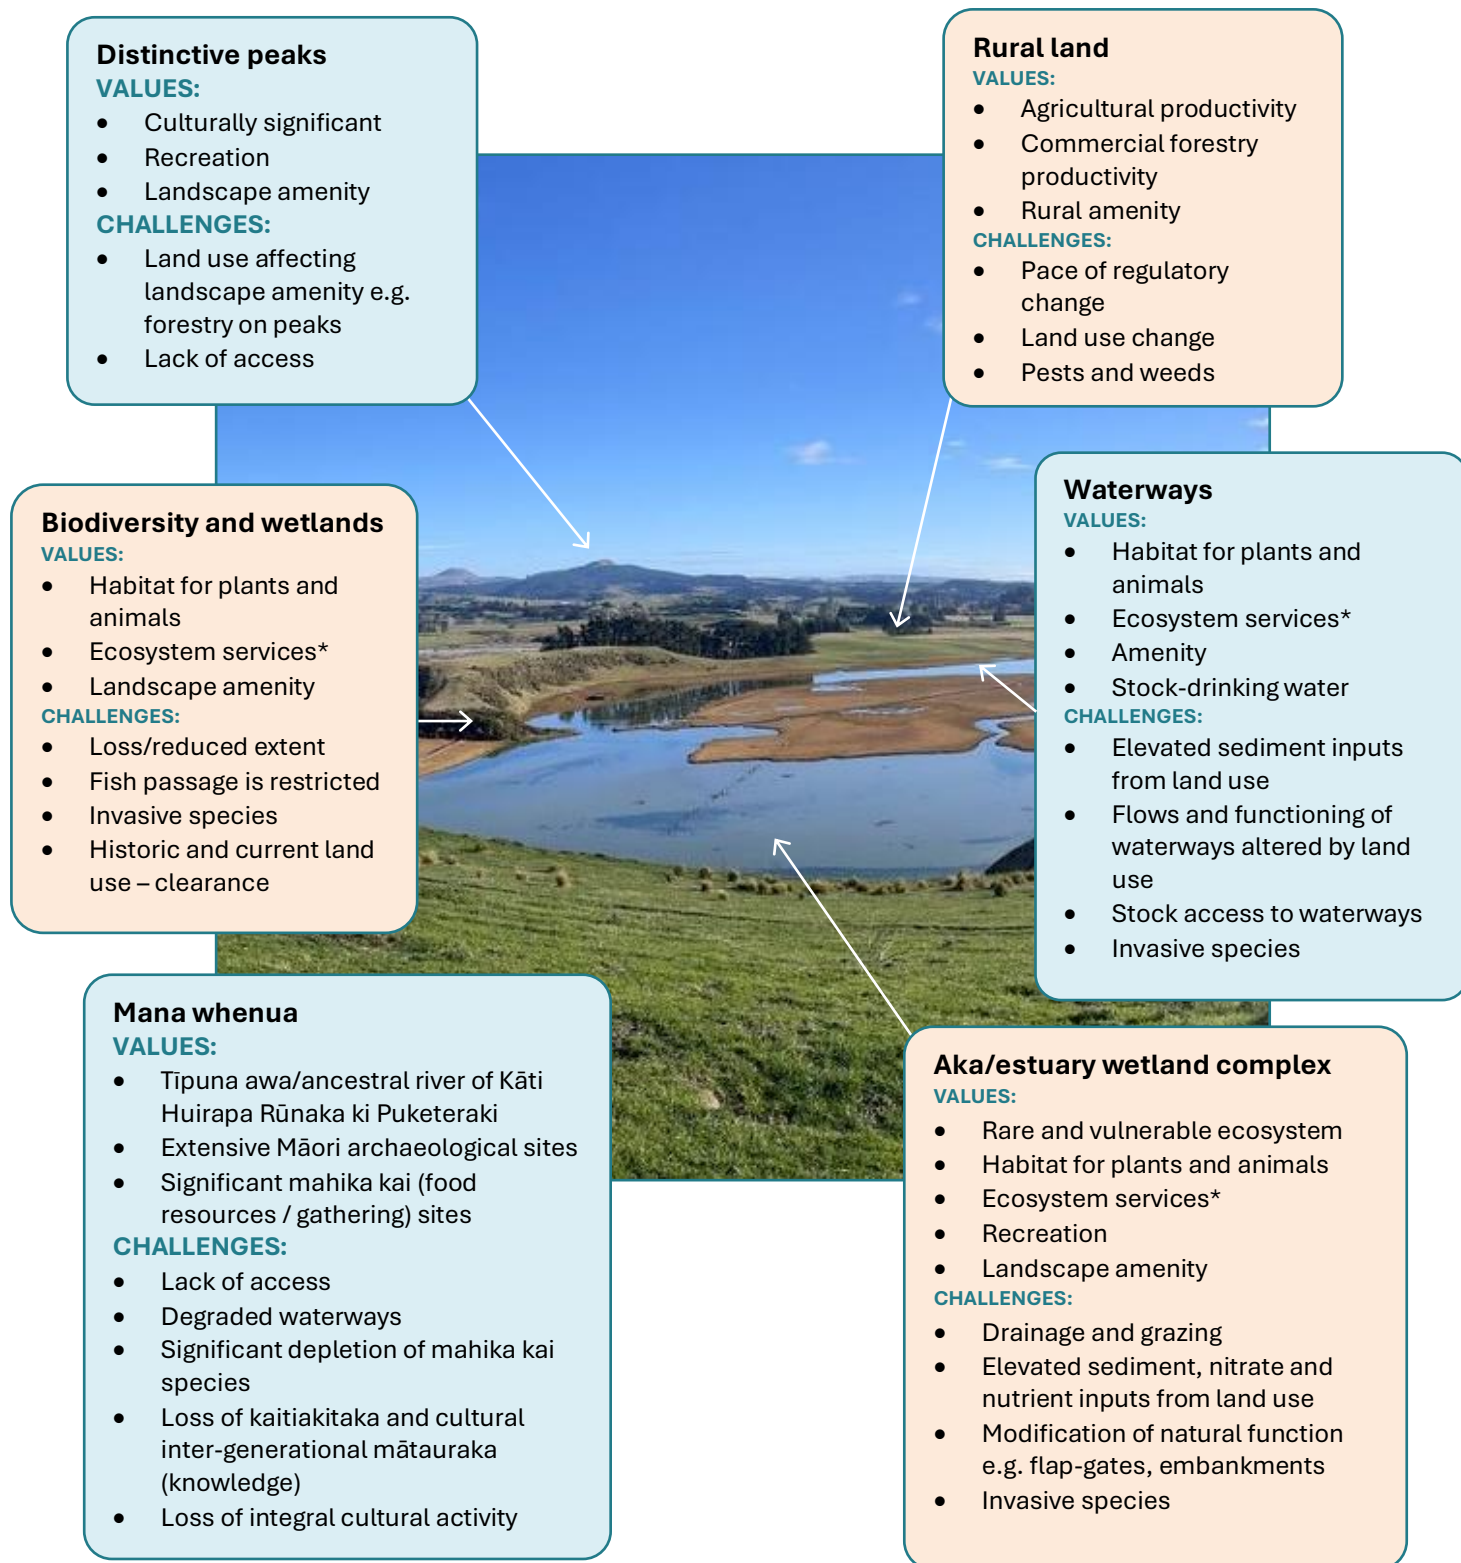 Distinctive peaks
VALUES:
• Culturally significant
• Recreation
• Landscape amenity
CHALLENGES:
• Land use affecting
landscape amenity e.g.
forestry on peaks
• Lack of access
Rural land
VALUES:
• Agricultural productivity
• Commercial forestry
productivity
• Rural amenity
CHALLENGES:
• Pace of regulatory
change
• Land use change
• Pests and weeds
Biodiversity and wetlands
VALUES:
• Habitat for plants and
animals
• Ecosystem services*
• Landscape amenity
CHALLENGES:
• Loss/reduced extent
• Fish passage is restricted
• Invasive species
• Historic and current land
use – clearance
Waterways
VALUES:
• Habitat for plants and
animals
• Ecosystem services*
• Amenity
• Stock-drinking water
CHALLENGES:
• Elevated sediment inputs
from land use
• Flows and functioning of
waterways altered by land
use
• Stock access to waterways
• Invasive species
Mana whenua
VALUES:
• Tīpuna awa/ancestral river of Kāti
Huirapa Rūnaka ki Puketeraki
• Extensive Māori archaeological sites
• Significant mahika kai (food
resources / gathering) sites
CHALLENGES:
• Lack of access
• Degraded waterways
• Significant depletion of mahika kai
species
• Loss of kaitiakitaka and cultural
inter-generational mātauraka
(knowledge)
• Loss of integral cultural activity
Aka/estuary wetland complex
VALUES:
• Rare and vulnerable ecosystem
• Habitat for plants and animals
• Ecosystem services*
• Recreation
• Landscape amenity
CHALLENGES:
• Drainage and grazing
• Elevated sediment, nitrate and
nutrient inputs from land use
• Modification of natural function
e.g. flap-gates, embankments
• Invasive species